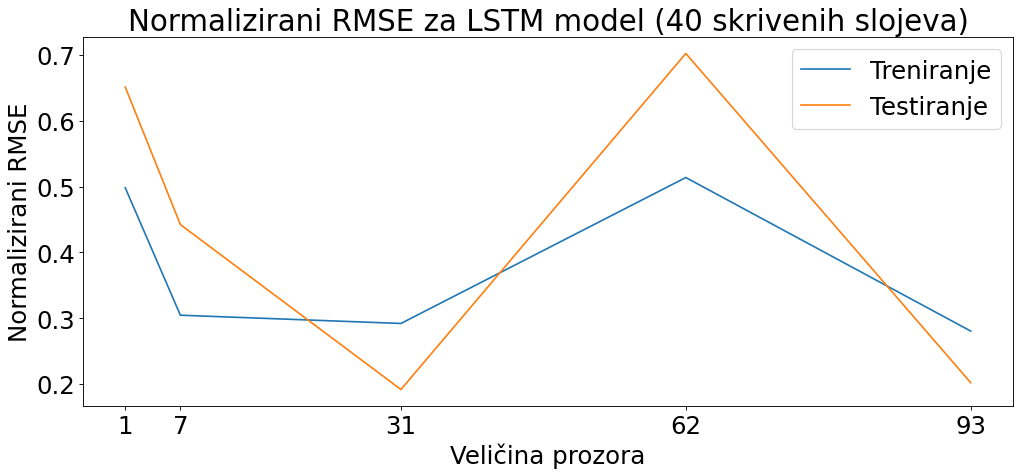 Normalizirani RMSE za LSTM model (40 skrivenih slojeva)
Treniranje
Testiranje
Normalizirani RMSE
0.7
0.6
0.5
0.4
0.3
0.2
1 7 31 62 93
Veličina prozora